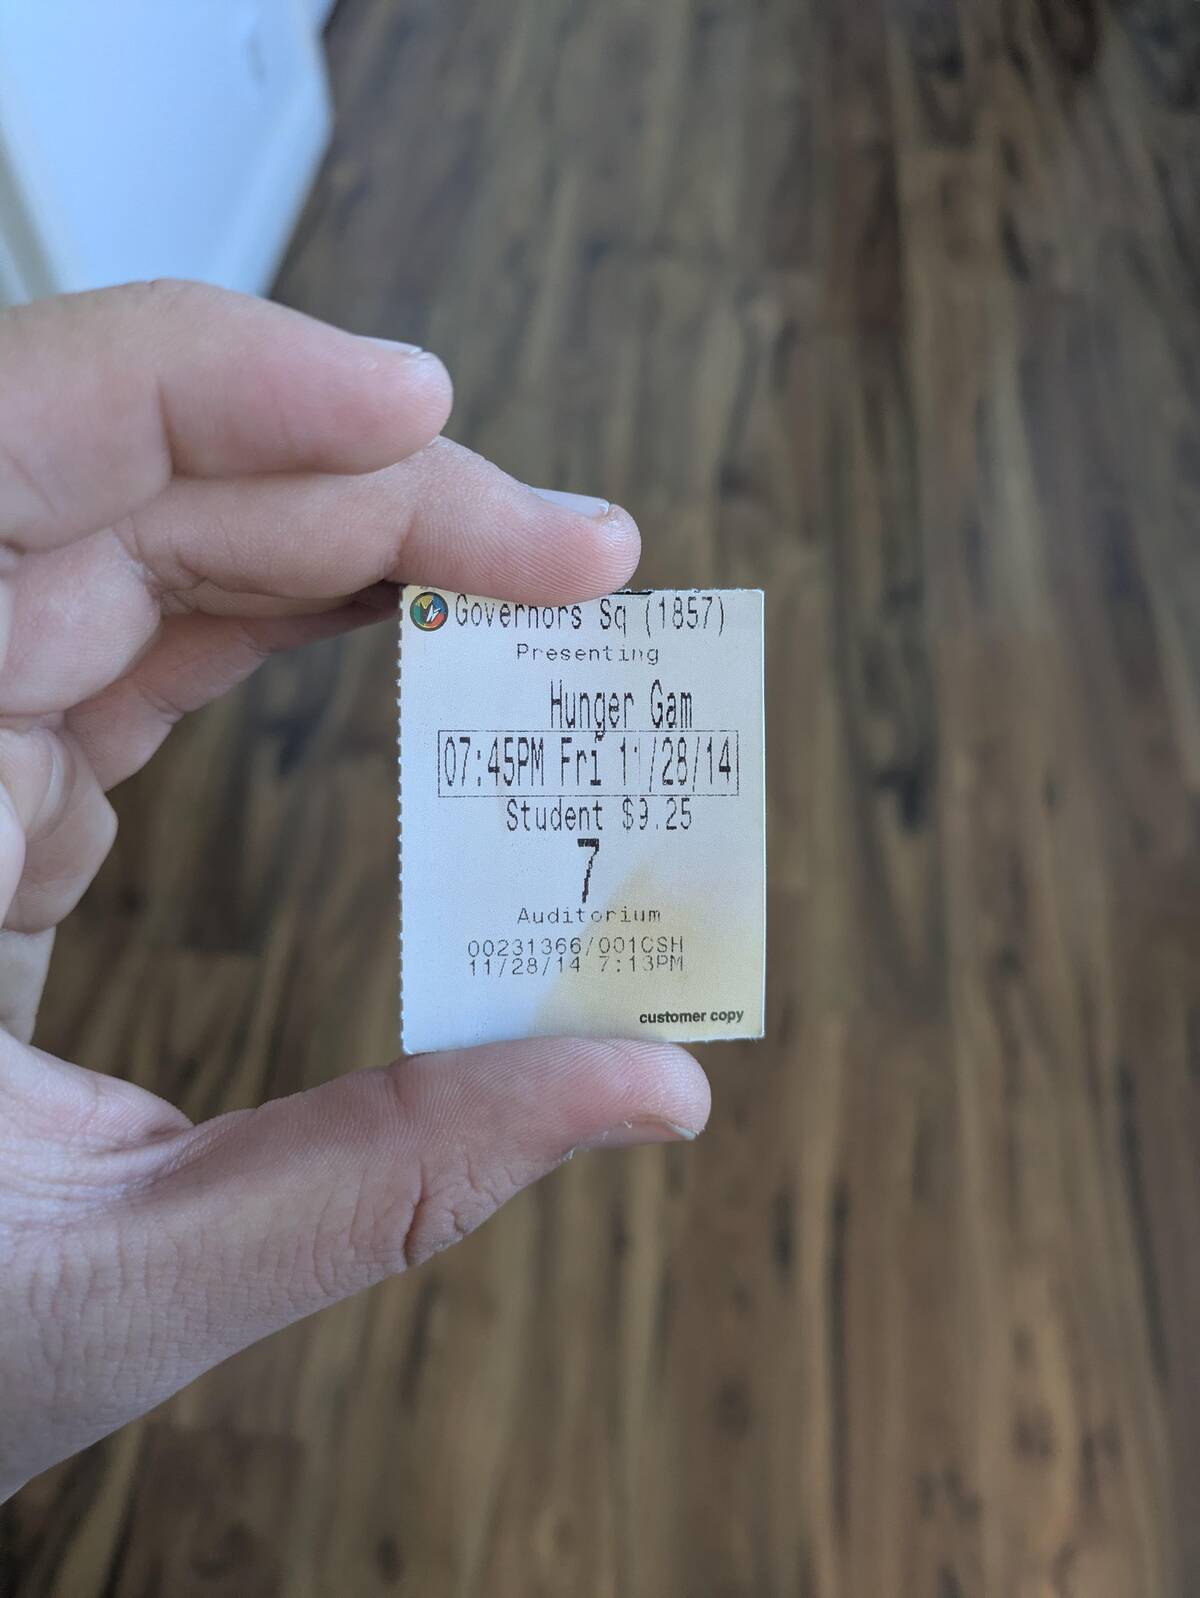 Governors Sq (1857)
Presenting
Hunger Gam
07:45PM Fri 11/28/14
Student $9.25
7
Auditorium
00231366/001CSH
11/28/14 7:13PM
customer copy